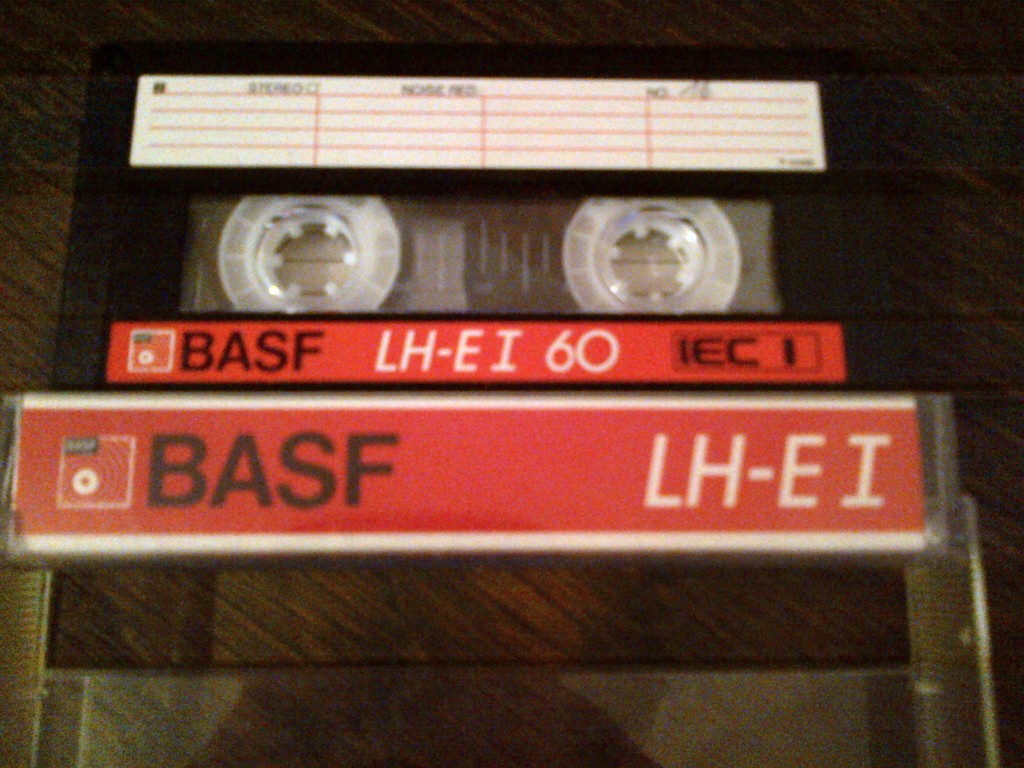 STEREO NOISE RED. NO.
BASF LH-E I 60 IEC I
BASF LH-E I